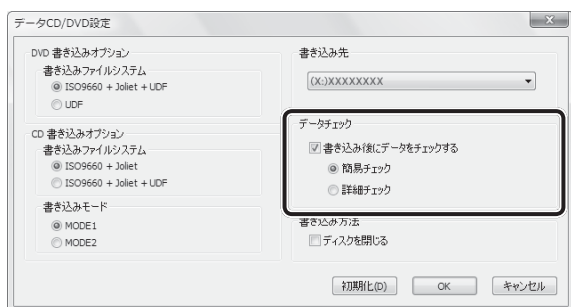 データCD/DVD設定
DVD 書き込みオプション
書き込みファイルシステム
ISO9660 + Joliet + UDF
UDF
CD 書き込みオプション
書き込みファイルシステム
ISO9660 + Joliet
ISO9660 + Joliet + UDF
書き込みモード
MODE1
MODE2
書き込み先
(X:)XXXXXXXX
データチェック
書き込み後にデータをチェックする
簡易チェック
詳細チェック
書き込み方法
ディスクを閉じる
初期化(D)
OK
キャンセル